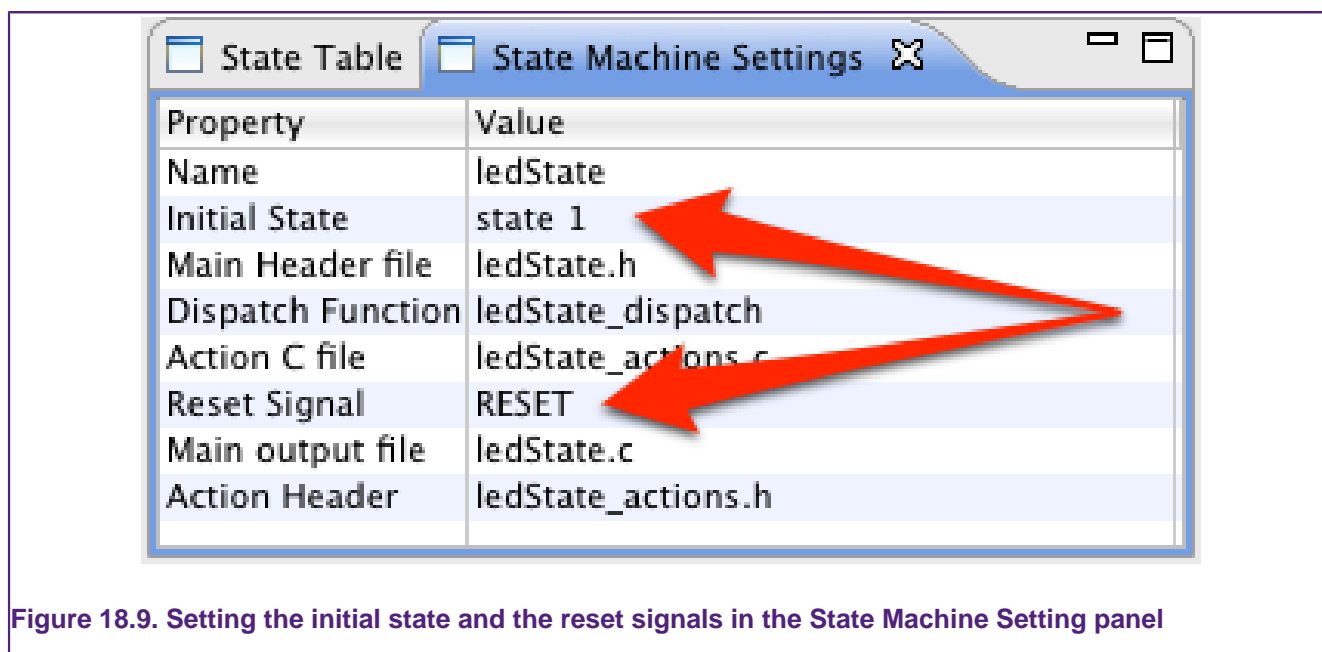 State Table State Machine Settings
Property Value
Name ledState
Initial State state 1
Main Header file ledState.h
Dispatch Function ledState_dispatch
Action C file ledState_actions.c
Reset Signal RESET
Main output file ledState.c
Action Header ledState_actions.h
Figure 18.9. Setting the initial state and the reset signals in the State Machine Setting panel